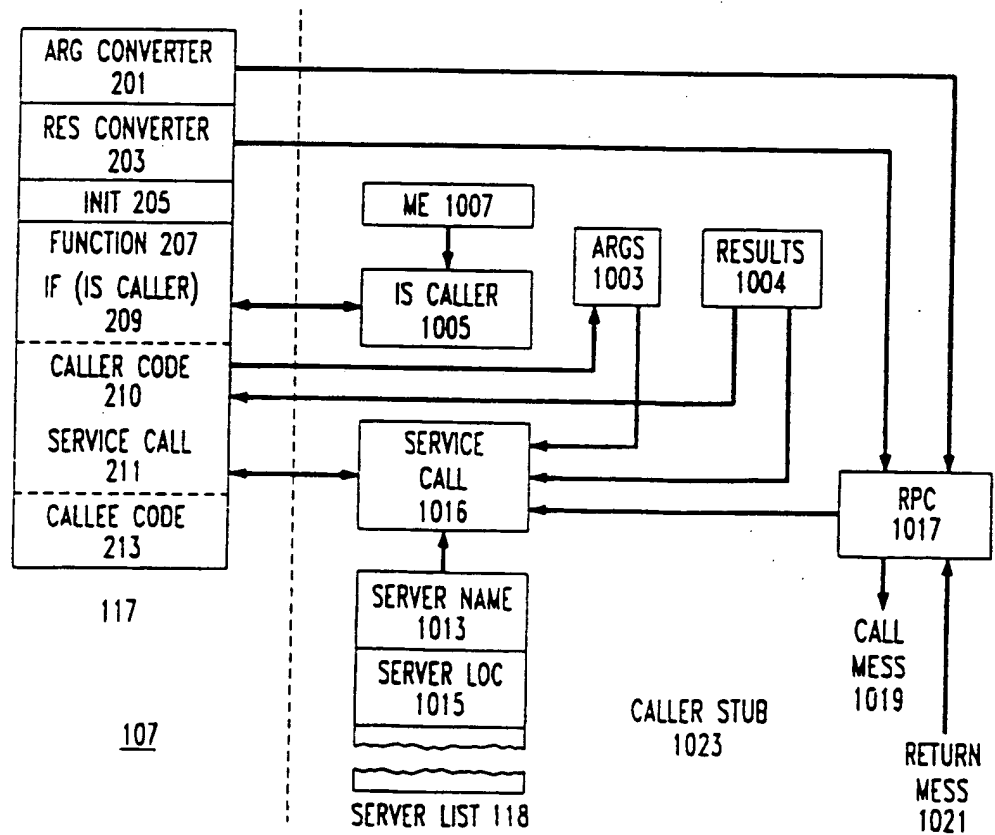 ARG CONVERTER
201
RES CONVERTER
203
INIT 205
FUNCTION 207
IF (IS CALLER)
209
CALLER CODE
210
SERVICE CALL
211
CALLEE CODE
213
117
107
ME 1007
IS CALLER
1005
ARGS
1003
RESULTS
1004
SERVICE
CALL
1016
SERVER NAME
1013
SERVER LOC
1015
SERVER LIST 118
RPC
1017
CALL
MESS
1019
CALLER STUB
1023
RETURN
MESS
1021